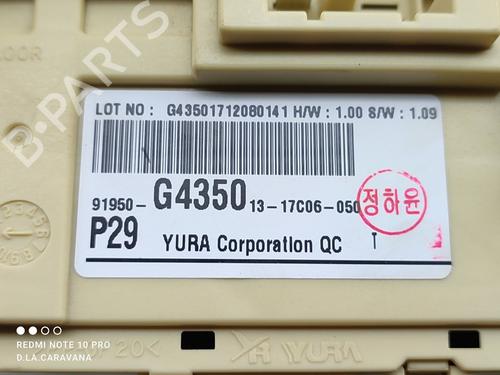 B-PARTS
LOT NO : G43501712080141 H/W : 1.00 S/W : 1.09
91950-G4350 13-17C06-050
정하윤
P29 YURA Corporation QC T
YURA
REDMI NOTE 10 PRO
D.LA.CARAVANA